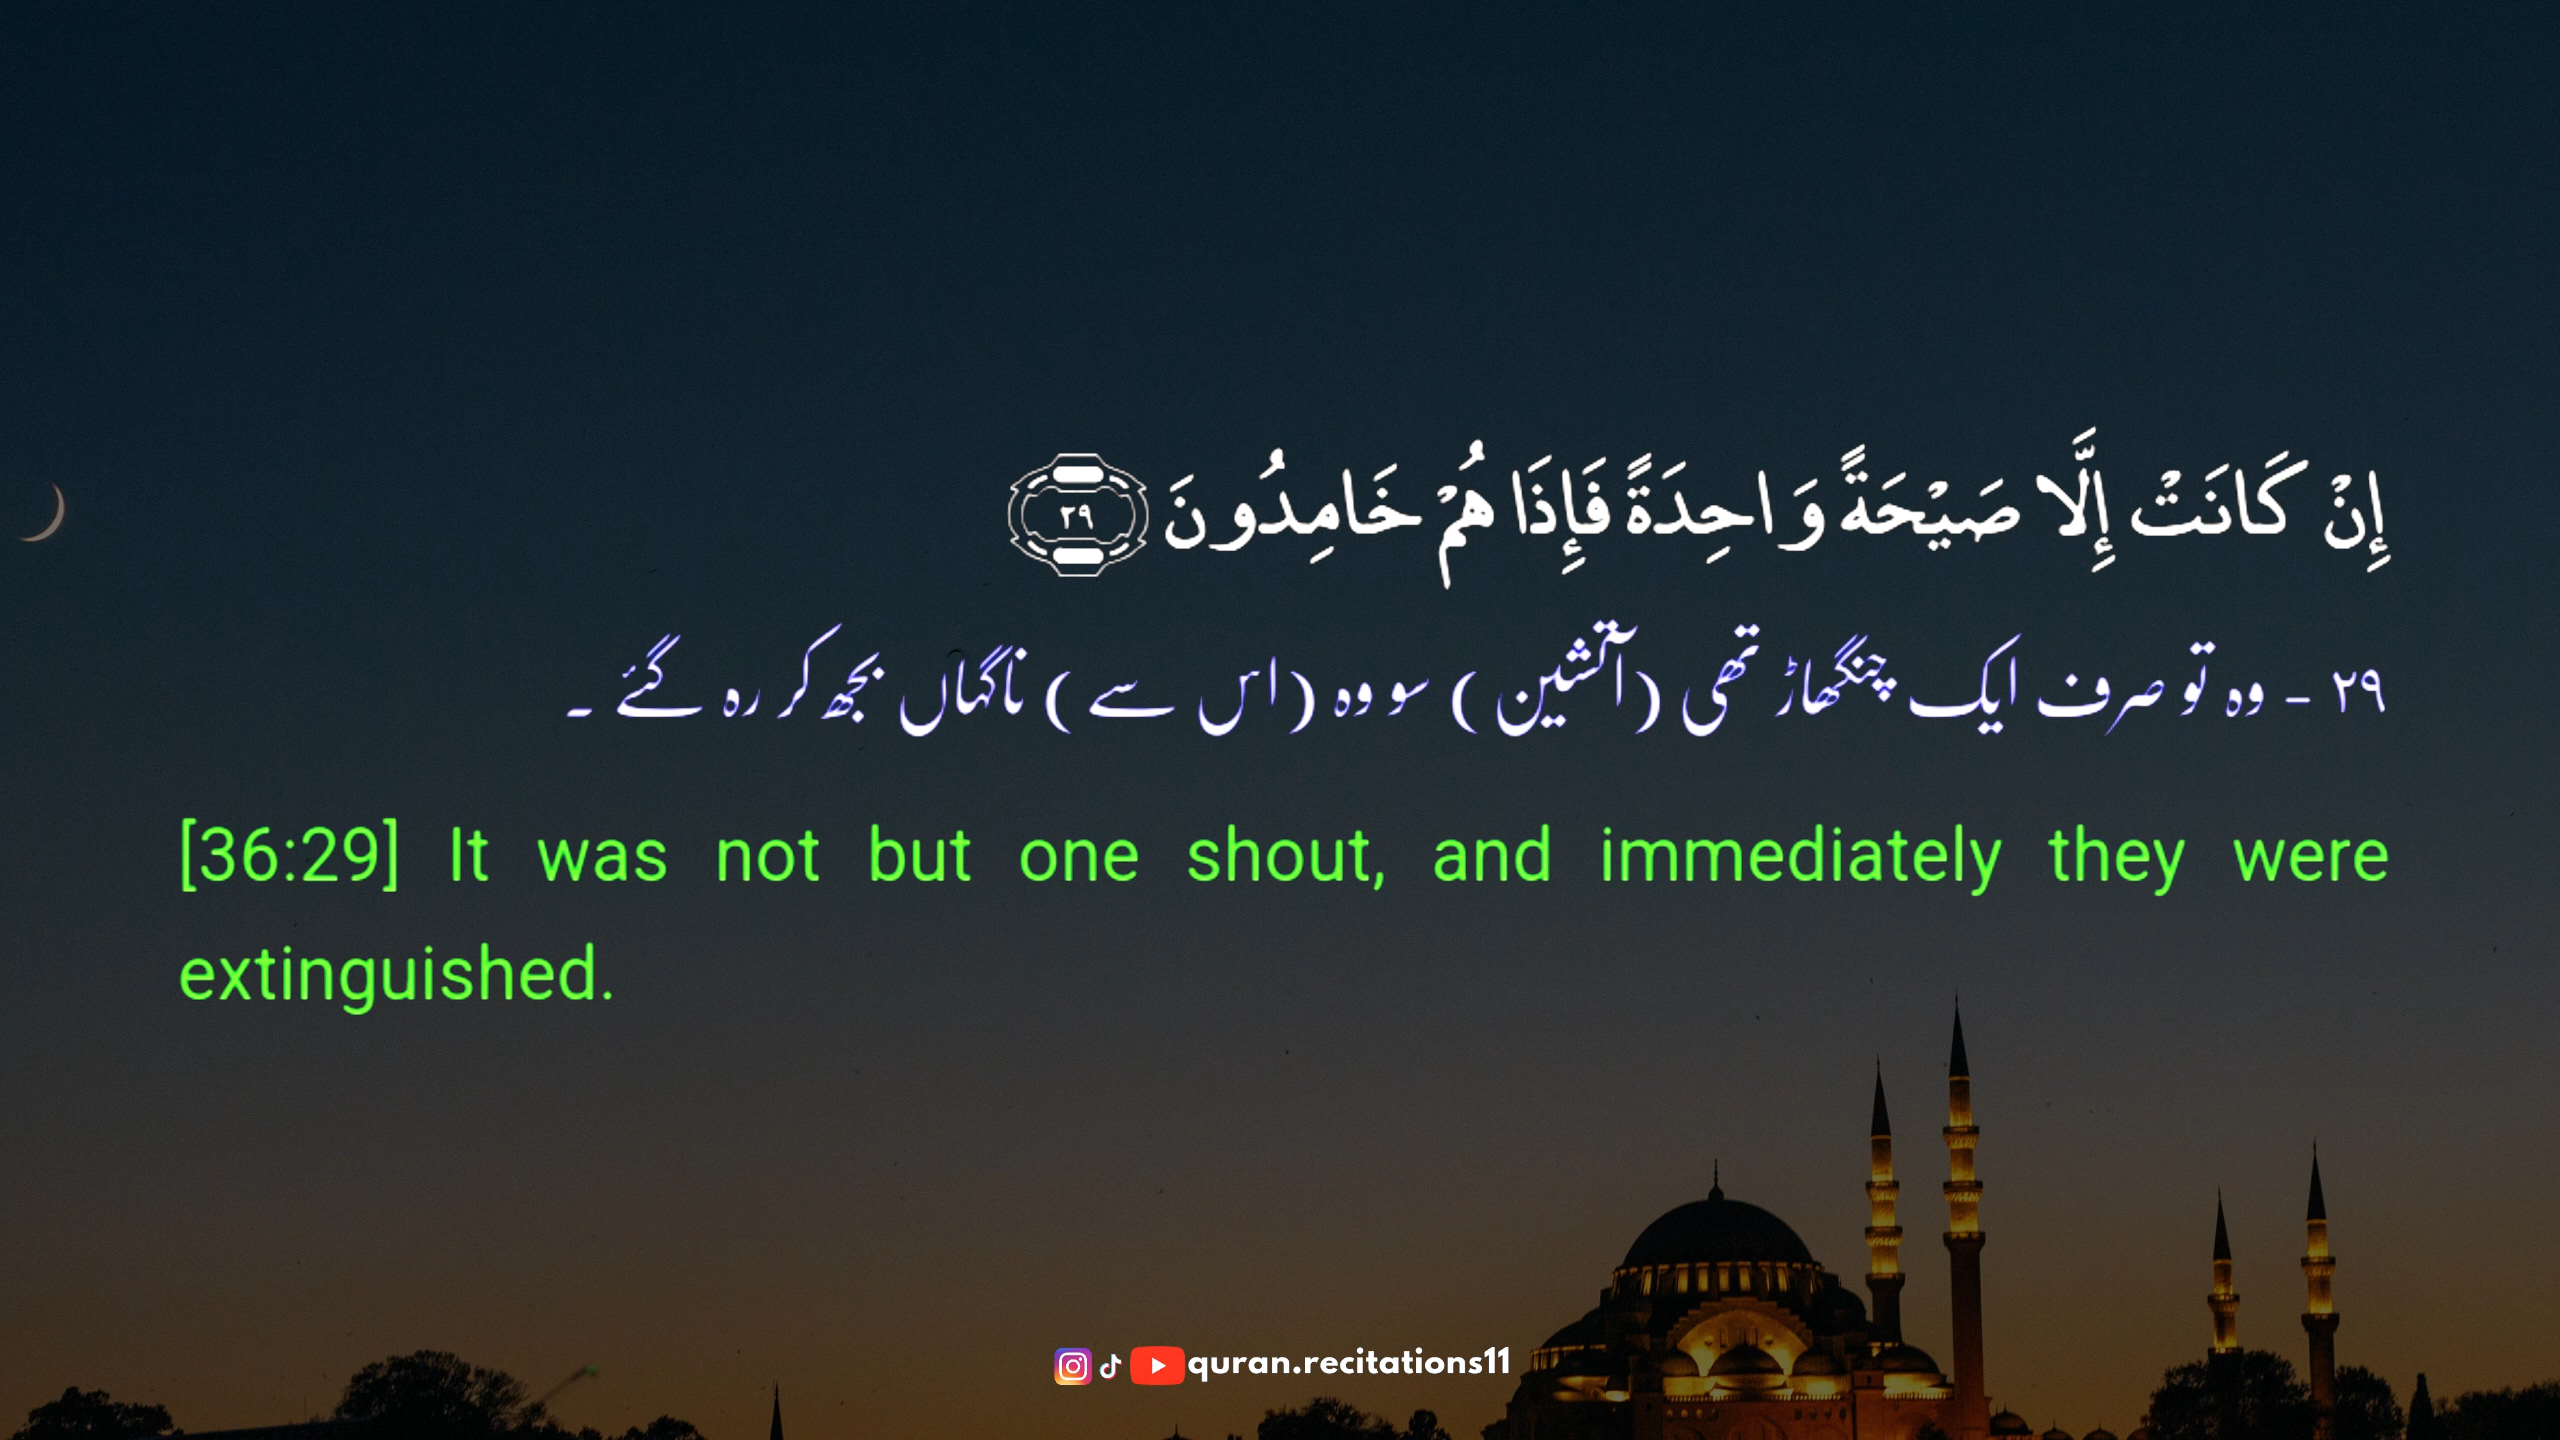 إِنْ كَانَتْ إِلَّا صَيْحَةً وَاحِدَةً فَإِذَا هُمْ خَامِدُونَ ٢٩
٢٩ - وہ تو صرف ایک چنگھاڑ تھی (آتشین) سو وہ (اس سے) ناگہاں بجھ کر رہ گئے ۔
[36:29] It was not but one shout, and immediately they were
extinguished.
quran.recitations11